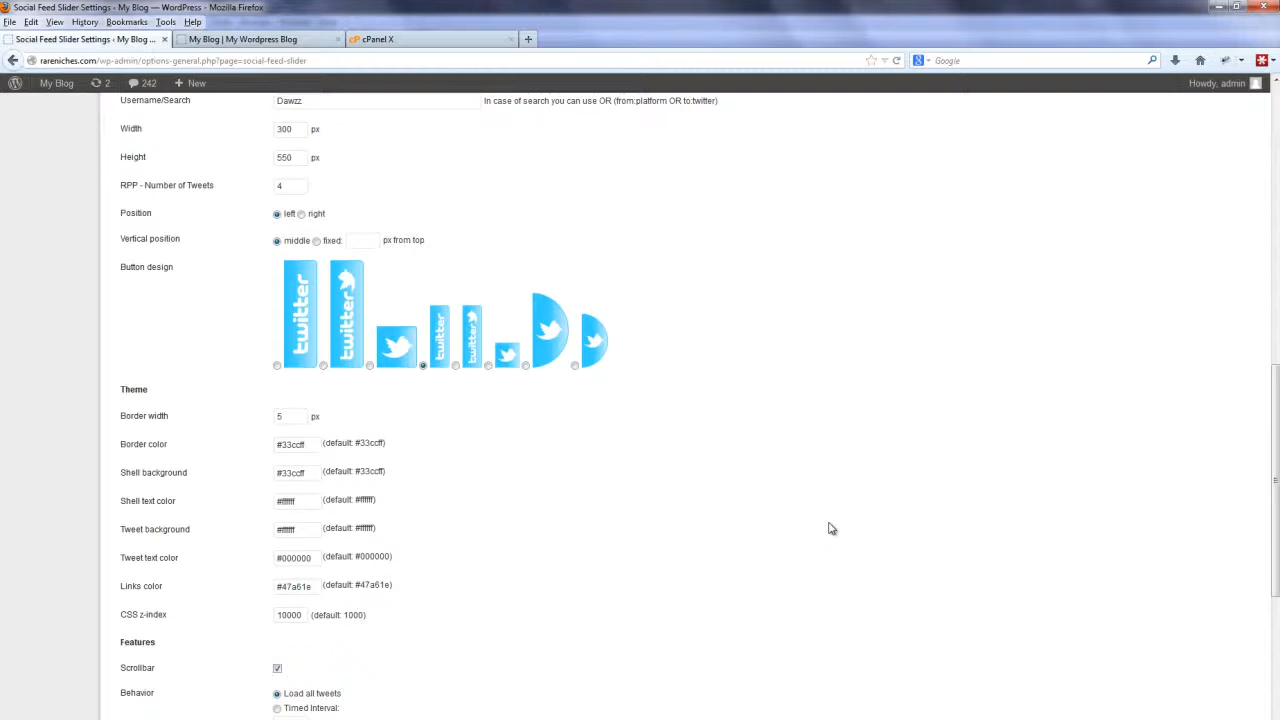 Social Feed Slider Settings ‹ My Blog — WordPress - Mozilla Firefox
File Edit View History Bookmarks Tools Help
Social Feed Slider Settings ‹ My Blog ... × My Blog | My Wordpress Blog × cP cPanel X × +
rareniches.com/wp-admin/options-general.php?page=social-feed-slider Google
My Blog 2 242 + New Howdy, admin
Username/Search Dawzz In case of search you can use OR (from:platform OR to:twitter)
Width 300 px
Height 550 px
RPP - Number of Tweets 4
Position left right
Vertical position middle fixed: px from top
Button design twitter twitter twitter twitter
Theme
Border width 5 px
Border color #33ccff (default: #33ccff)
Shell background #33ccff (default: #33ccff)
Shell text color #ffffff (default: #ffffff)
Tweet background #ffffff (default: #ffffff)
Tweet text color #000000 (default: #000000)
Links color #47a61e (default: #47a61e)
CSS z-index 10000 (default: 1000)
Features
Scrollbar
Behavior Load all tweets
Timed Interval: